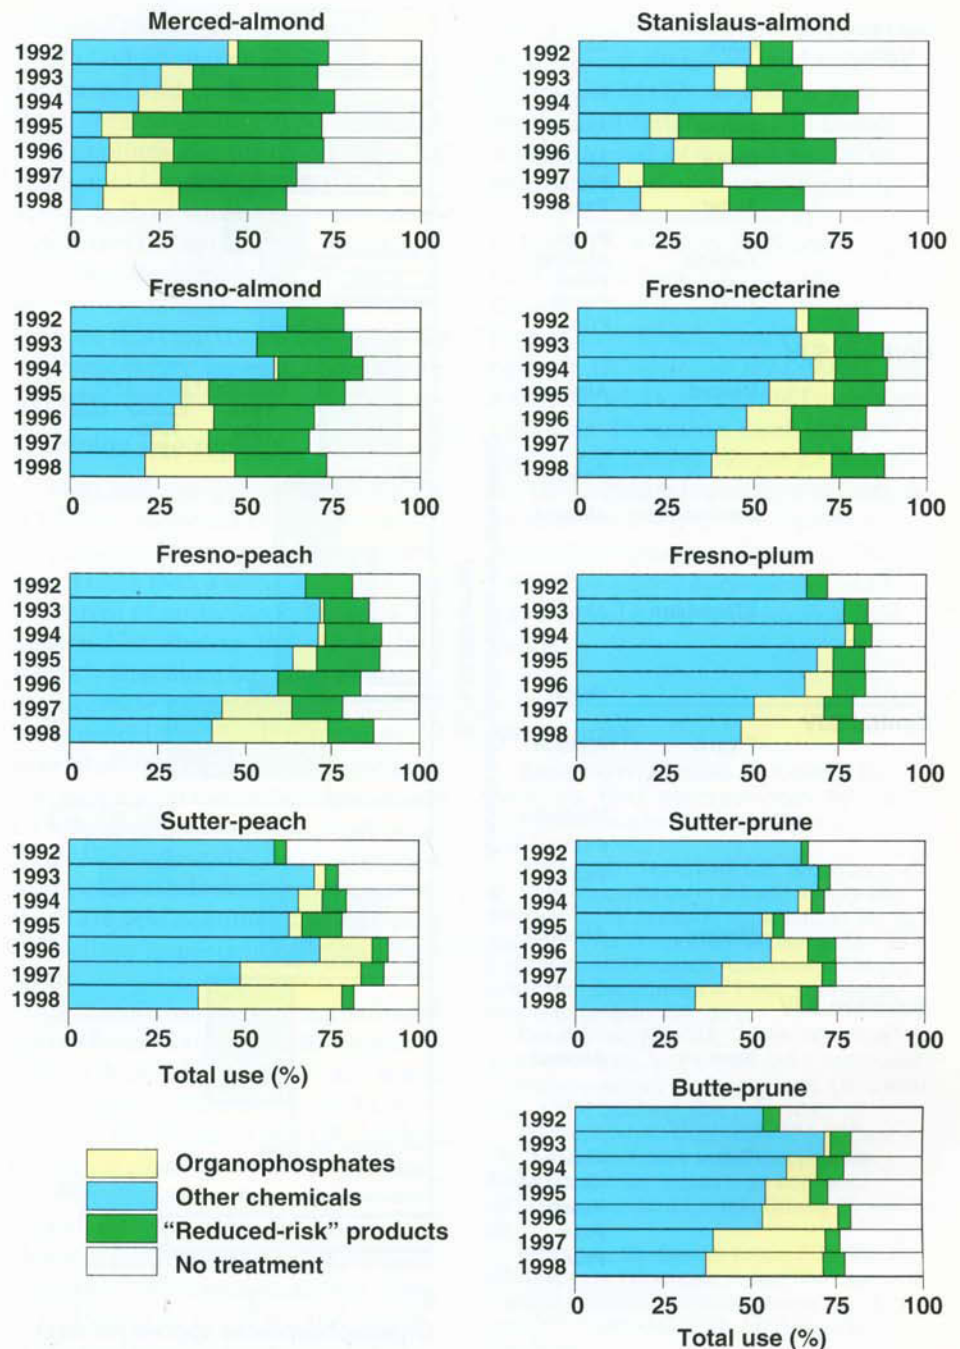 Merced-almond
1992
1993
1994
1995
1996
1997
1998
0 25 50 75 100
Stanislaus-almond
1992
1993
1994
1995
1996
1997
1998
0 25 50 75 100
Fresno-almond
1992
1993
1994
1995
1996
1997
1998
0 25 50 75 100
Fresno-nectarine
1992
1993
1994
1995
1996
1997
1998
0 25 50 75 100
Fresno-peach
1992
1993
1994
1995
1996
1997
1998
0 25 50 75 100
Fresno-plum
1992
1993
1994
1995
1996
1997
1998
0 25 50 75 100
Sutter-peach
1992
1993
1994
1995
1996
1997
1998
0 25 50 75 100
Total use (%)
Sutter-prune
1992
1993
1994
1995
1996
1997
1998
0 25 50 75 100
Organophosphates
Other chemicals
“Reduced-risk” products
No treatment
Butte-prune
1992
1993
1994
1995
1996
1997
1998
0 25 50 75 100
Total use (%)